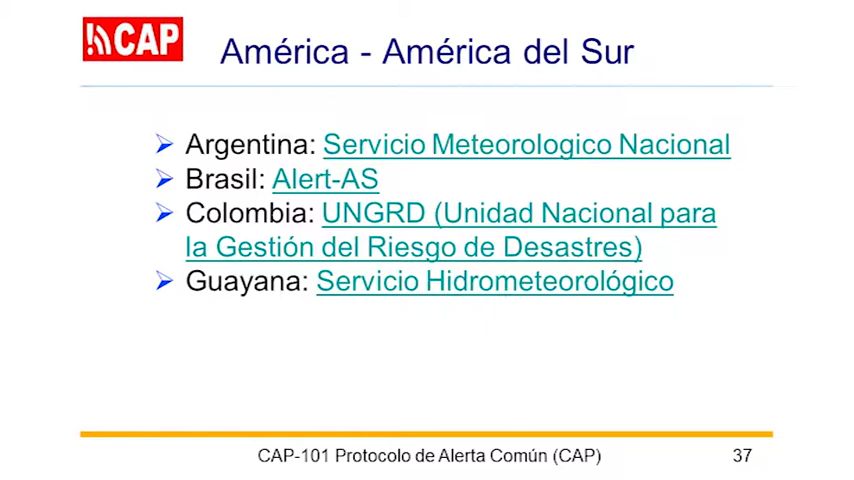 CAP
América - América del Sur
Argentina: Servicio Meteorologico Nacional
Brasil: Alert-AS
Colombia: UNGRD (Unidad Nacional para
la Gestión del Riesgo de Desastres)
Guayana: Servicio Hidrometeorológico
CAP-101 Protocolo de Alerta Común (CAP)
37